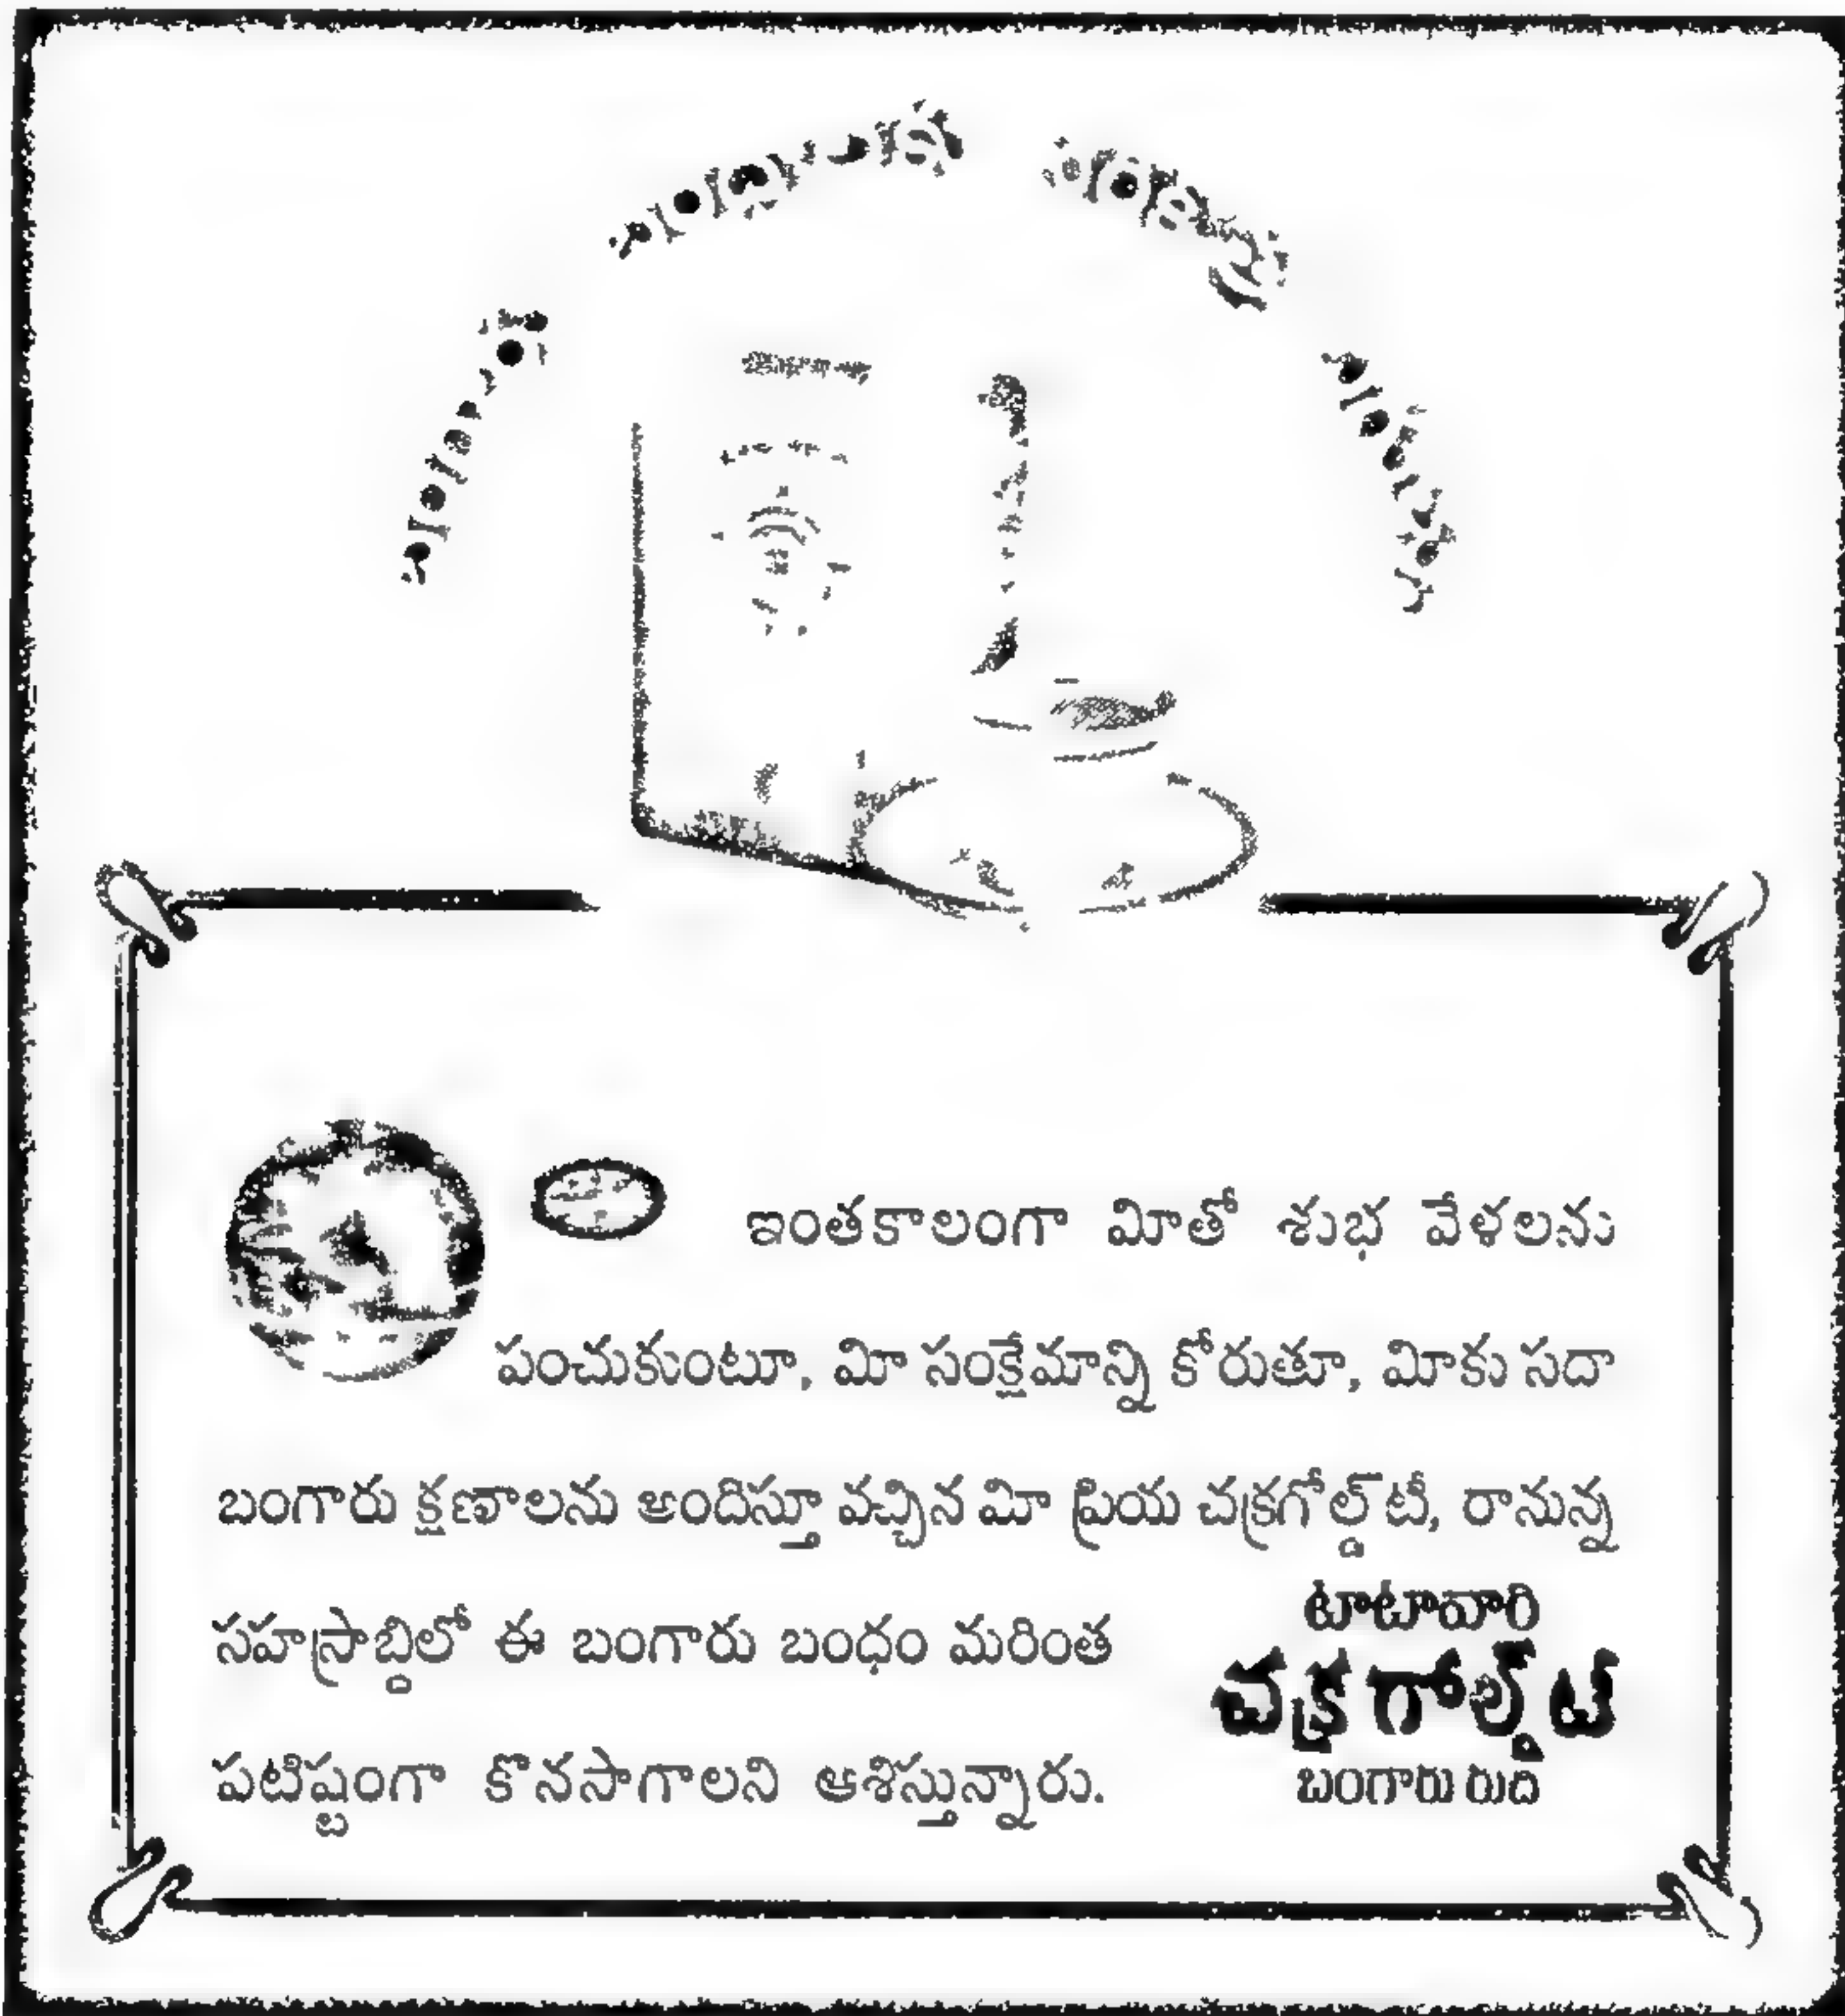 ఇంతకాలంగా మీతో శుభ వేళలను
పంచుకుంటూ, మీ సంక్షేమాన్ని కోరుతూ, మీకు సదా
బంగారు క్షణాలను అందిస్తూ వచ్చిన మీ ప్రియ చక్రగోల్డ్‌టీ, రానున్న
సహస్రాబ్దిలో ఈ బంగారు బంధం మరింత
పటిష్టంగా కొనసాగాలని ఆశిస్తున్నారు.
టాటావారి
చక్ర గోల్డ్ టీ
బంగారు రుచి